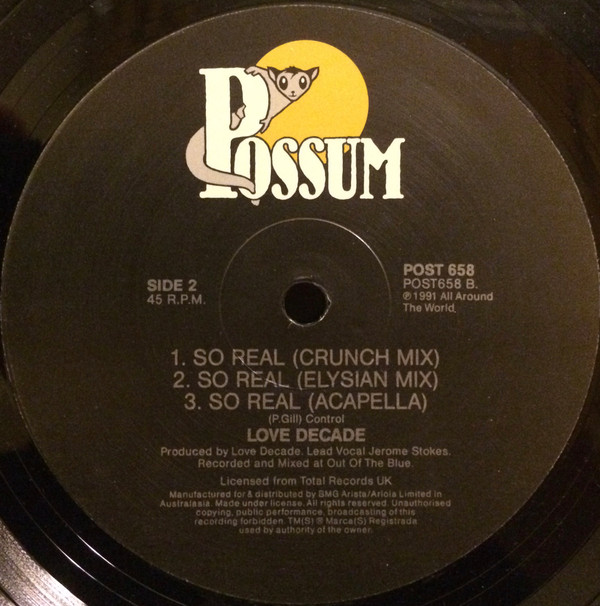 POSSUM
SIDE 2
45 R.P.M.
POST 658
POST658 B.
℗1991 All Around
The World.
1. SO REAL (CRUNCH MIX)
2. SO REAL (ELYSIAN MIX)
3. SO REAL (ACAPELLA)
(P.Gill) Control
LOVE DECADE
Produced by Love Decade. Lead Vocal Jerome Stokes.
Recorded and Mixed at Out Of The Blue.
Licensed from Total Records UK
Manufactured for & distributed by BMG Arista/Ariola Limited in
Australasia. Made under license. All rights reserved. Unauthorised
copying, public performance, broadcasting of this
recording forbidden. TM(S) ® Marca(S) Registrada
used by authority of the owner.